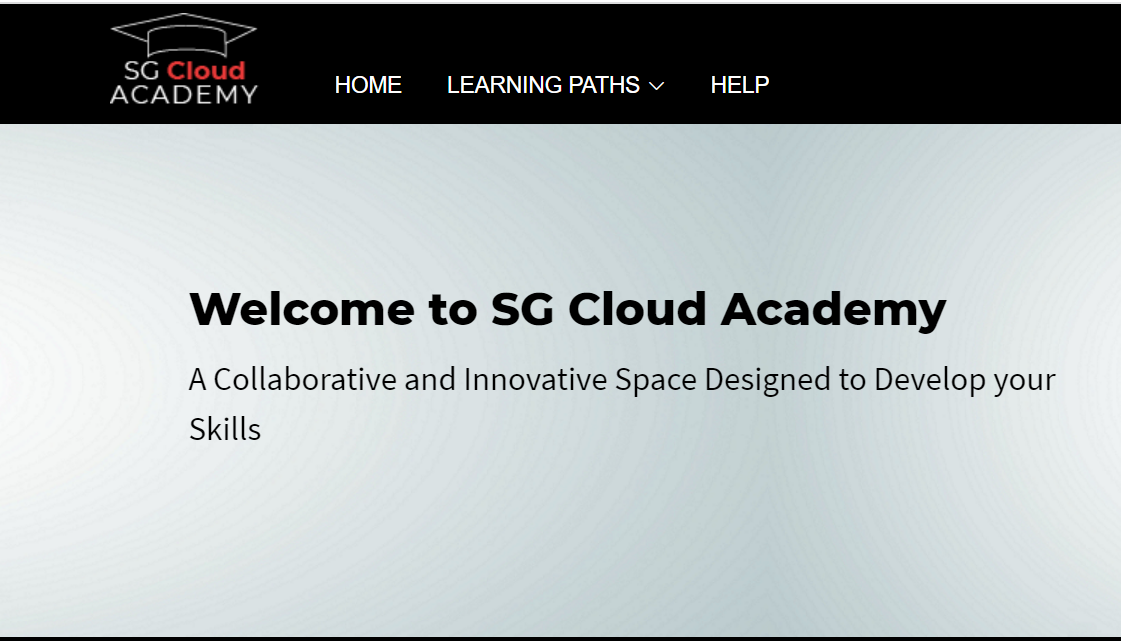 SG Cloud
ACADEMY
HOME LEARNING PATHS HELP
Welcome to SG Cloud Academy
A Collaborative and Innovative Space Designed to Develop your
Skills